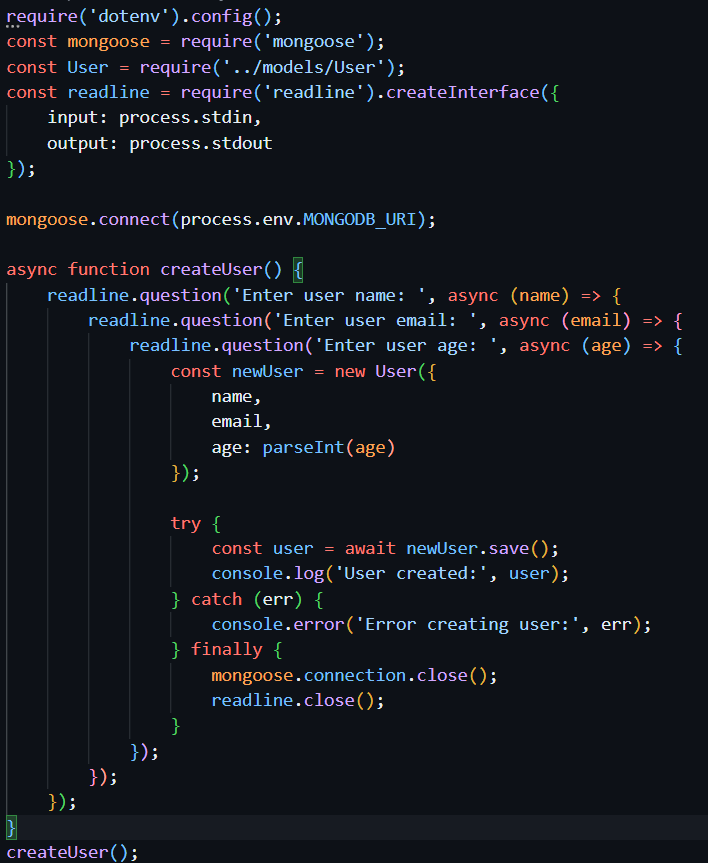 require('dotenv').config();
const mongoose = require('mongoose');
const User = require('../models/User');
const readline = require('readline').createInterface({
    input: process.stdin,
    output: process.stdout
});

mongoose.connect(process.env.MONGODB_URI);

async function createUser() {
    readline.question('Enter user name: ', async (name) => {
        readline.question('Enter user email: ', async (email) => {
            readline.question('Enter user age: ', async (age) => {
                const newUser = new User({
                    name,
                    email,
                    age: parseInt(age)
                });

                try {
                    const user = await newUser.save();
                    console.log('User created:', user);
                } catch (err) {
                    console.error('Error creating user:', err);
                } finally {
                    mongoose.connection.close();
                    readline.close();
                }
            });
        });
    });
}
createUser();